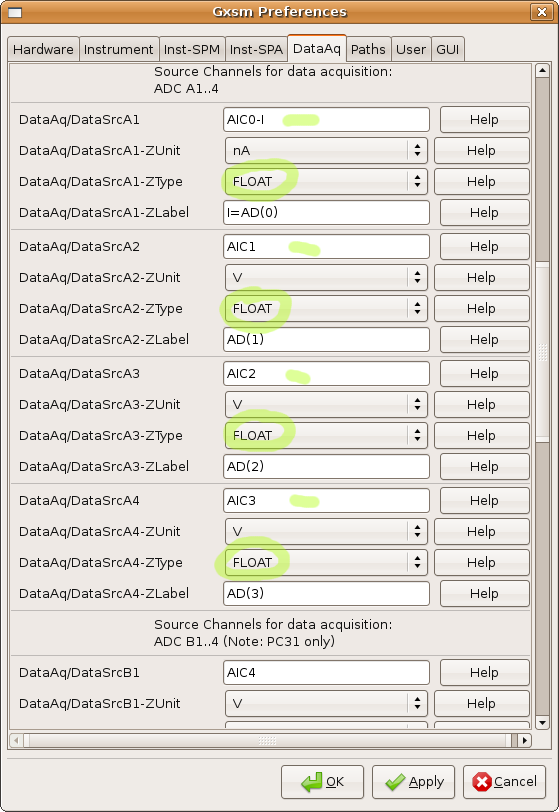 Gxsm Preferences
Hardware Instrument Inst-SPM Inst-SPA DataAq Paths User GUI
Source Channels for data acquisition:
ADC A1..4
DataAq/DataSrcA1 AIC0-I Help
DataAq/DataSrcA1-ZUnit nA Help
DataAq/DataSrcA1-ZType FLOAT Help
DataAq/DataSrcA1-ZLabel I=AD(0) Help
DataAq/DataSrcA2 AIC1 Help
DataAq/DataSrcA2-ZUnit V Help
DataAq/DataSrcA2-ZType FLOAT Help
DataAq/DataSrcA2-ZLabel AD(1) Help
DataAq/DataSrcA3 AIC2 Help
DataAq/DataSrcA3-ZUnit V Help
DataAq/DataSrcA3-ZType FLOAT Help
DataAq/DataSrcA3-ZLabel AD(2) Help
DataAq/DataSrcA4 AIC3 Help
DataAq/DataSrcA4-ZUnit V Help
DataAq/DataSrcA4-ZType FLOAT Help
DataAq/DataSrcA4-ZLabel AD(3) Help
Source Channels for data acquisition:
ADC B1..4 (Note: PC31 only)
DataAq/DataSrcB1 AIC4 Help
DataAq/DataSrcB1-ZUnit V Help
OK Apply Cancel